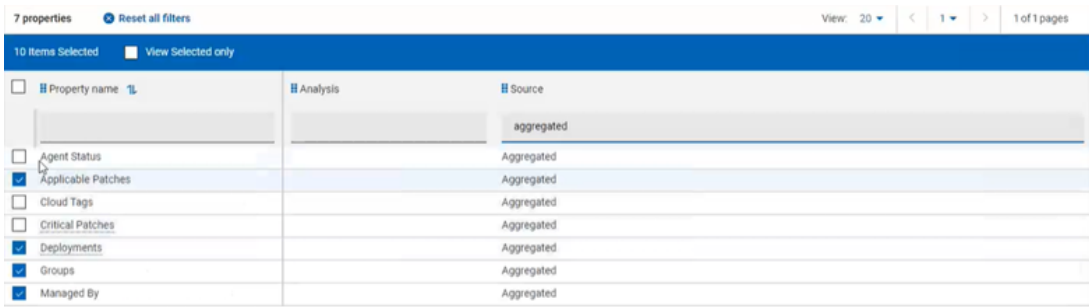 7 properties Reset all filters View: 20 1 1 of 1 pages
10 Items Selected View Selected only
Property name Analysis Source
aggregated
Agent Status Aggregated
Applicable Patches Aggregated
Cloud Tags Aggregated
Critical Patches Aggregated
Deployments Aggregated
Groups Aggregated
Managed By Aggregated